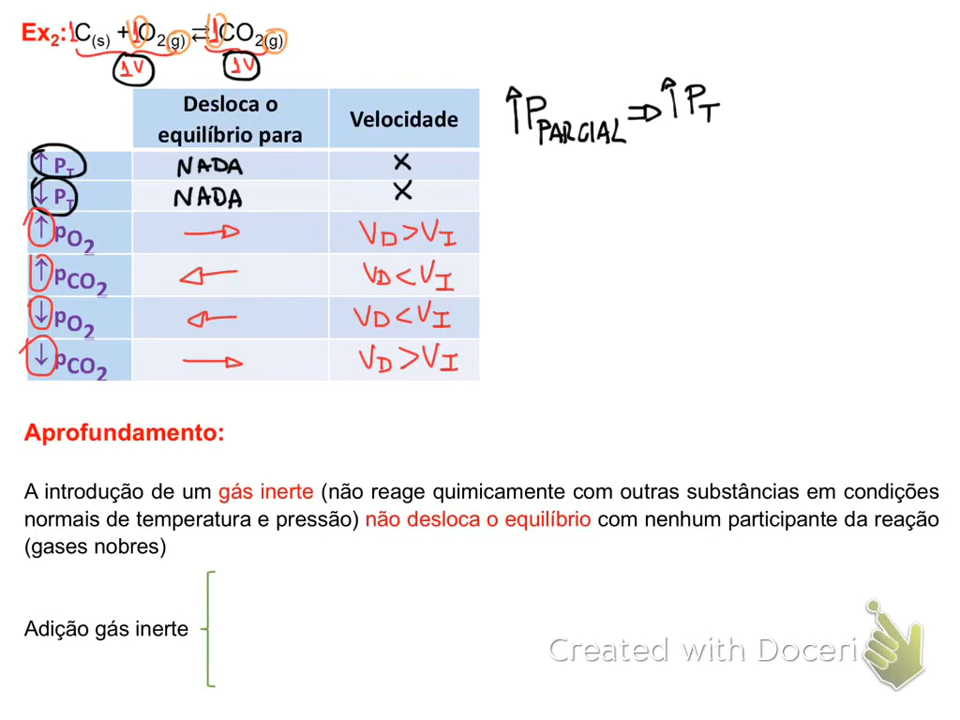 Ex2: 1C(s) + 1O2(g) ⇄ 1CO2(g)
1V 1V
Desloca o equilíbrio para Velocidade
↑ PT NADA X
↓ PT NADA X
↑ pO2 → VD > VI
↑ pCO2 ← VD < VI
↓ pO2 ← VD < VI
↓ pCO2 → VD > VI
↑ PPARCIAL ⇒ ↑ PT
Aprofundamento:
A introdução de um gás inerte (não reage quimicamente com outras substâncias em condições
normais de temperatura e pressão) não desloca o equilíbrio com nenhum participante da reação
(gases nobres)
Adição gás inerte
Created with Doceri